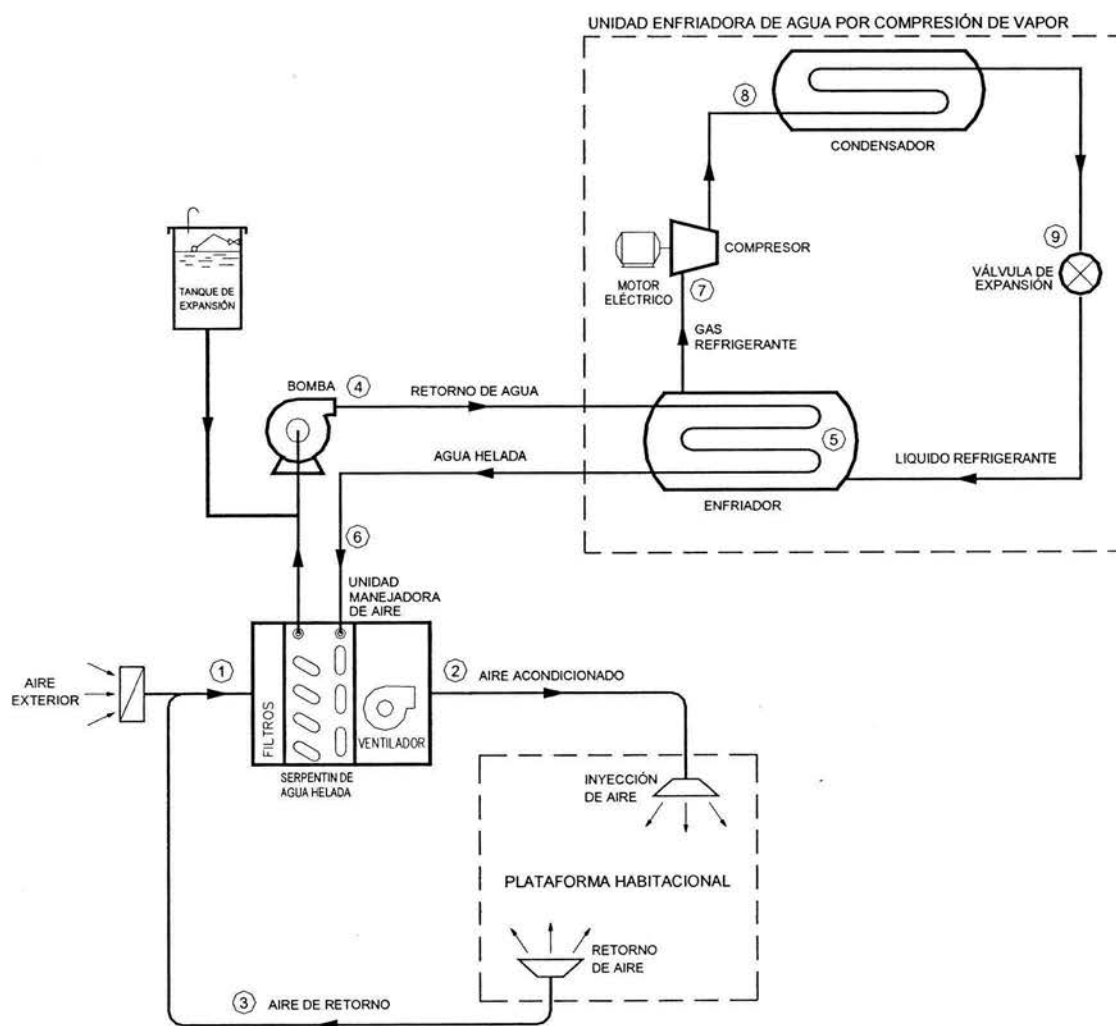 UNIDAD ENFRIADORA DE AGUA POR COMPRESIÓN DE VAPOR
8
CONDENSADOR
COMPRESOR
9
VÁLVULA DE
EXPANSIÓN
MOTOR
ELÉCTRICO
7
TANQUE DE
EXPANSIÓN
GAS
REFRIGERANTE
BOMBA
4
RETORNO DE AGUA
5
AGUA HELADA
LIQUIDO REFRIGERANTE
ENFRIADOR
6
UNIDAD
MANEJADORA
DE AIRE
1
2
AIRE ACONDICIONADO
AIRE
EXTERIOR
FILTROS
VENTILADOR
SERPENTIN DE
AGUA HELADA
INYECCIÓN
DE AIRE
PLATAFORMA HABITACIONAL
RETORNO
DE AIRE
3
AIRE DE RETORNO